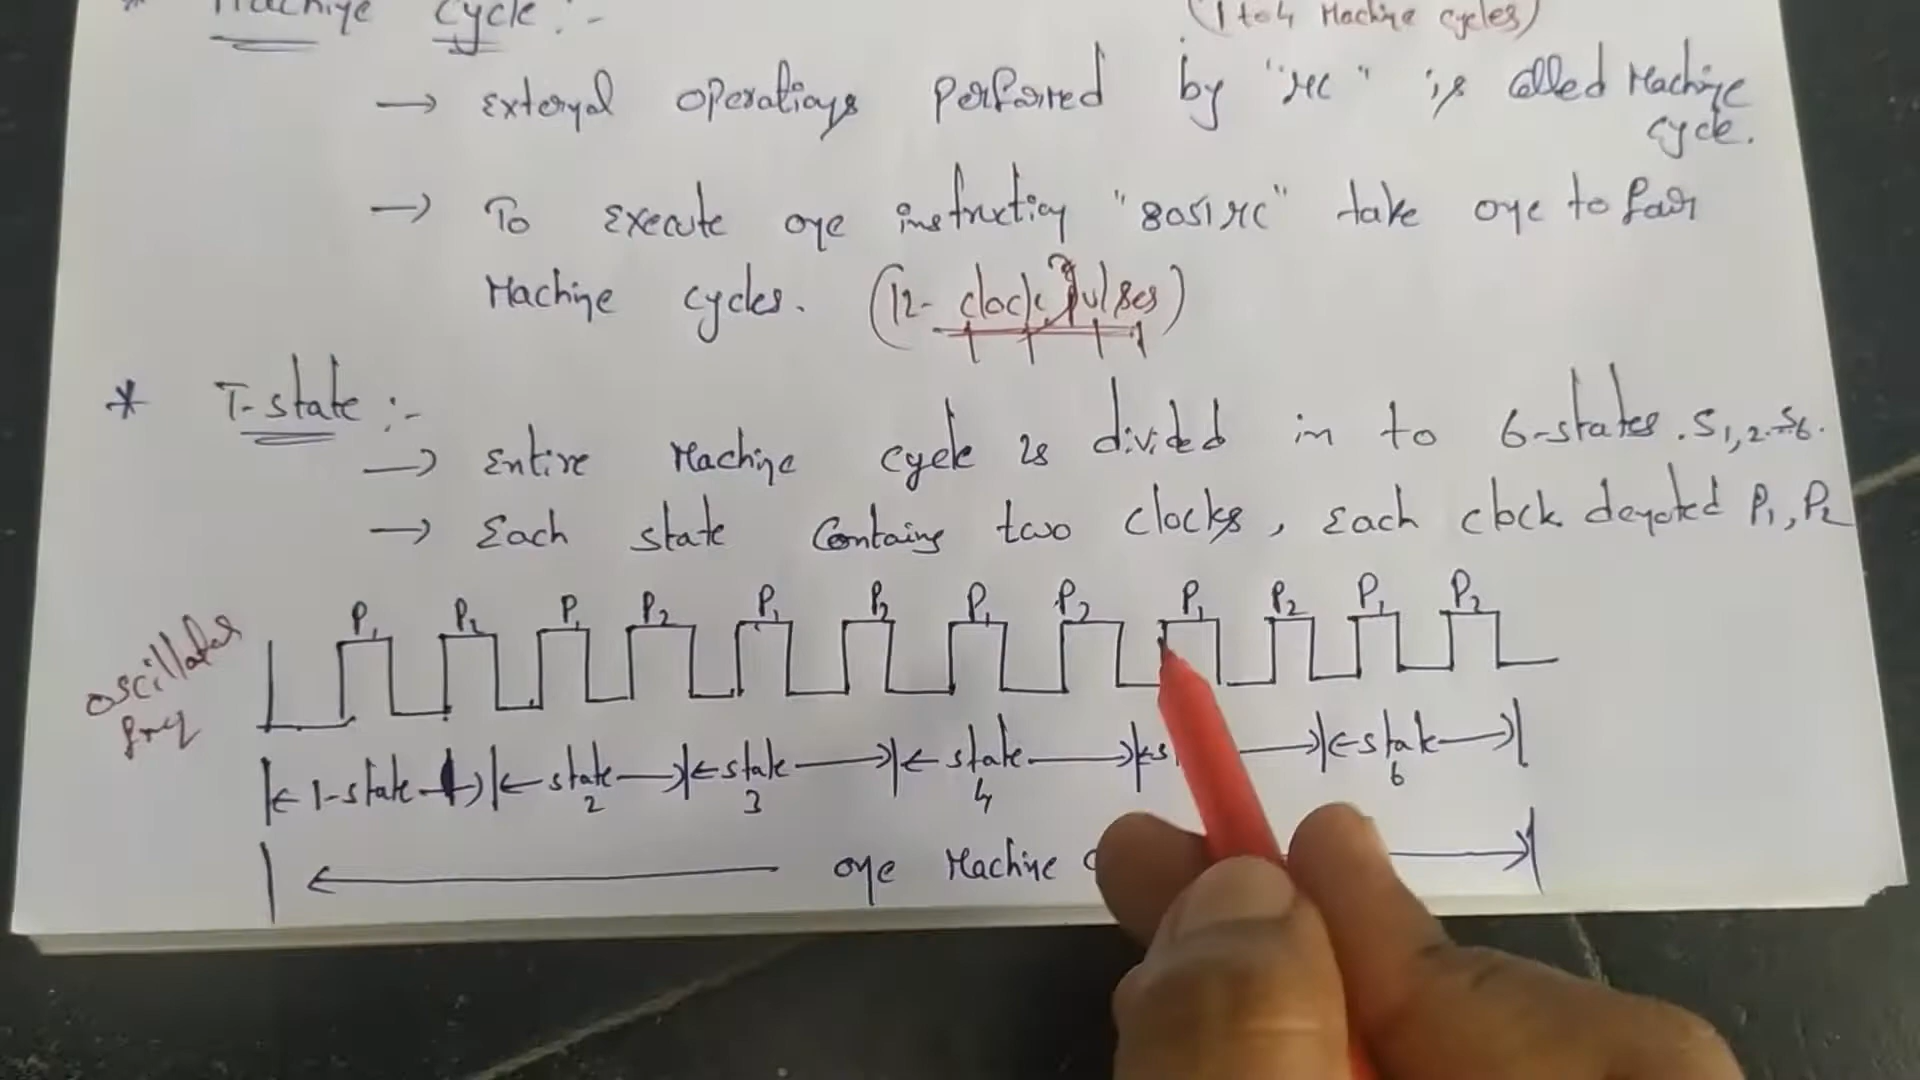 * Machine Cycle :-
(1 to 4 Machine cycles)
→ External operations performed by "MC" is called Machine cycle.
→ To execute one instruction "8051 MC" take one to four
Machine cycles. (12- clock pulses)
* T-state :-
→ Entire Machine cycle is divided in to 6-states. S1,2..S6.
→ Each state contains two clocks, Each clock denoted P1, P2
P1 P2 P1 P2 P1 P2 P1 P2 P1 P2 P1 P2
oscillator
freq
1-state state 2 state 3 state 4 s state 6
one Machine